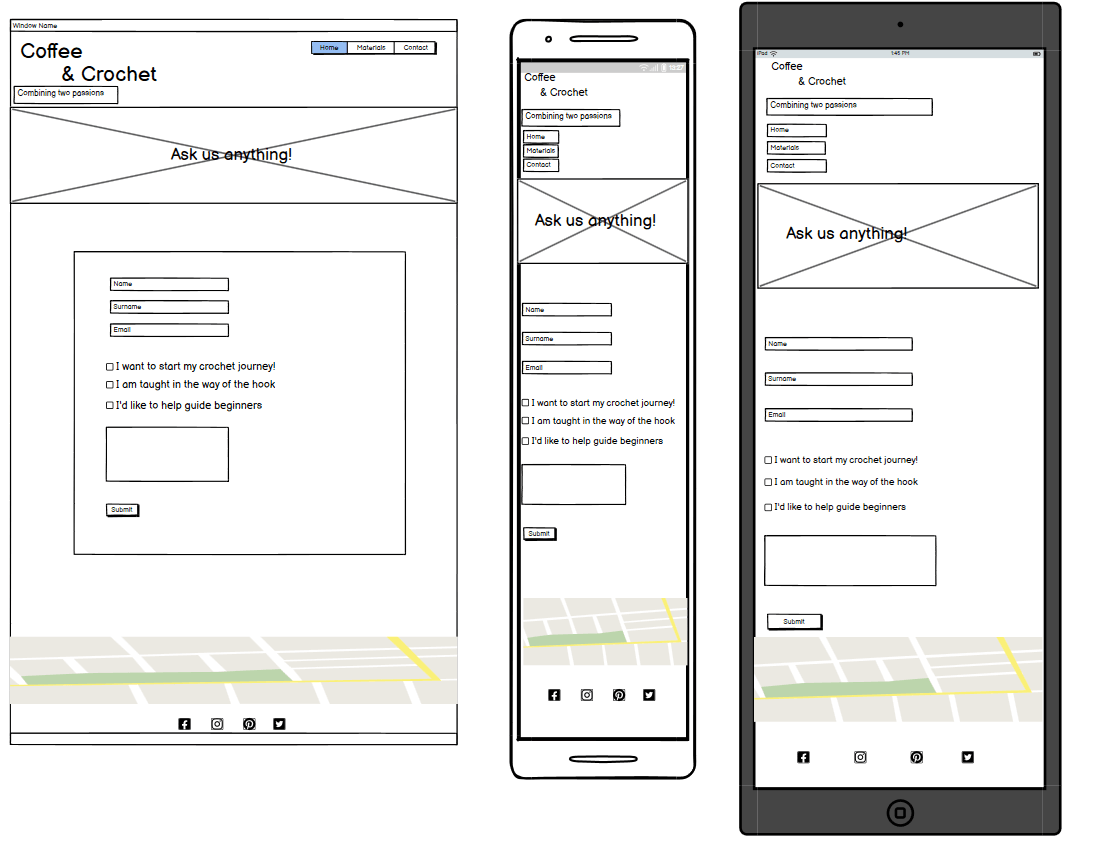 Window Name
Coffee
& Crochet
Home Materials Contact
Combining two passions
Ask us anything!
Name
Surname
Email
I want to start my crochet journey!
I am taught in the way of the hook
I'd like to help guide beginners
Submit
Coffee
& Crochet
Combining two passions
Home
Materials
Contact
Ask us anything!
Name
Surname
Email
I want to start my crochet journey!
I am taught in the way of the hook
I'd like to help guide beginners
Submit
iPad 1:45 PM
Coffee
& Crochet
Combining two passions
Home
Materials
Contact
Ask us anything!
Name
Surname
Email
I want to start my crochet journey!
I am taught in the way of the hook
I'd like to help guide beginners
Submit